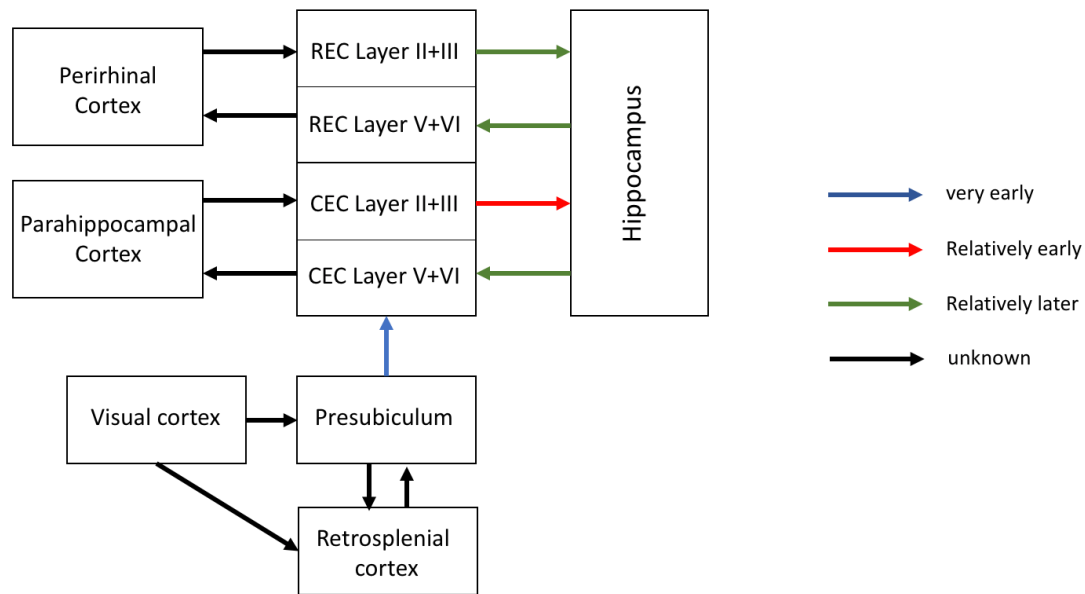 Perirhinal
Cortex
REC Layer II+III
REC Layer V+VI
Parahippocampal
Cortex
CEC Layer II+III
CEC Layer V+VI
Hippocampus
Visual cortex
Presubiculum
Retrosplenial
cortex
very early
Relatively early
Relatively later
unknown